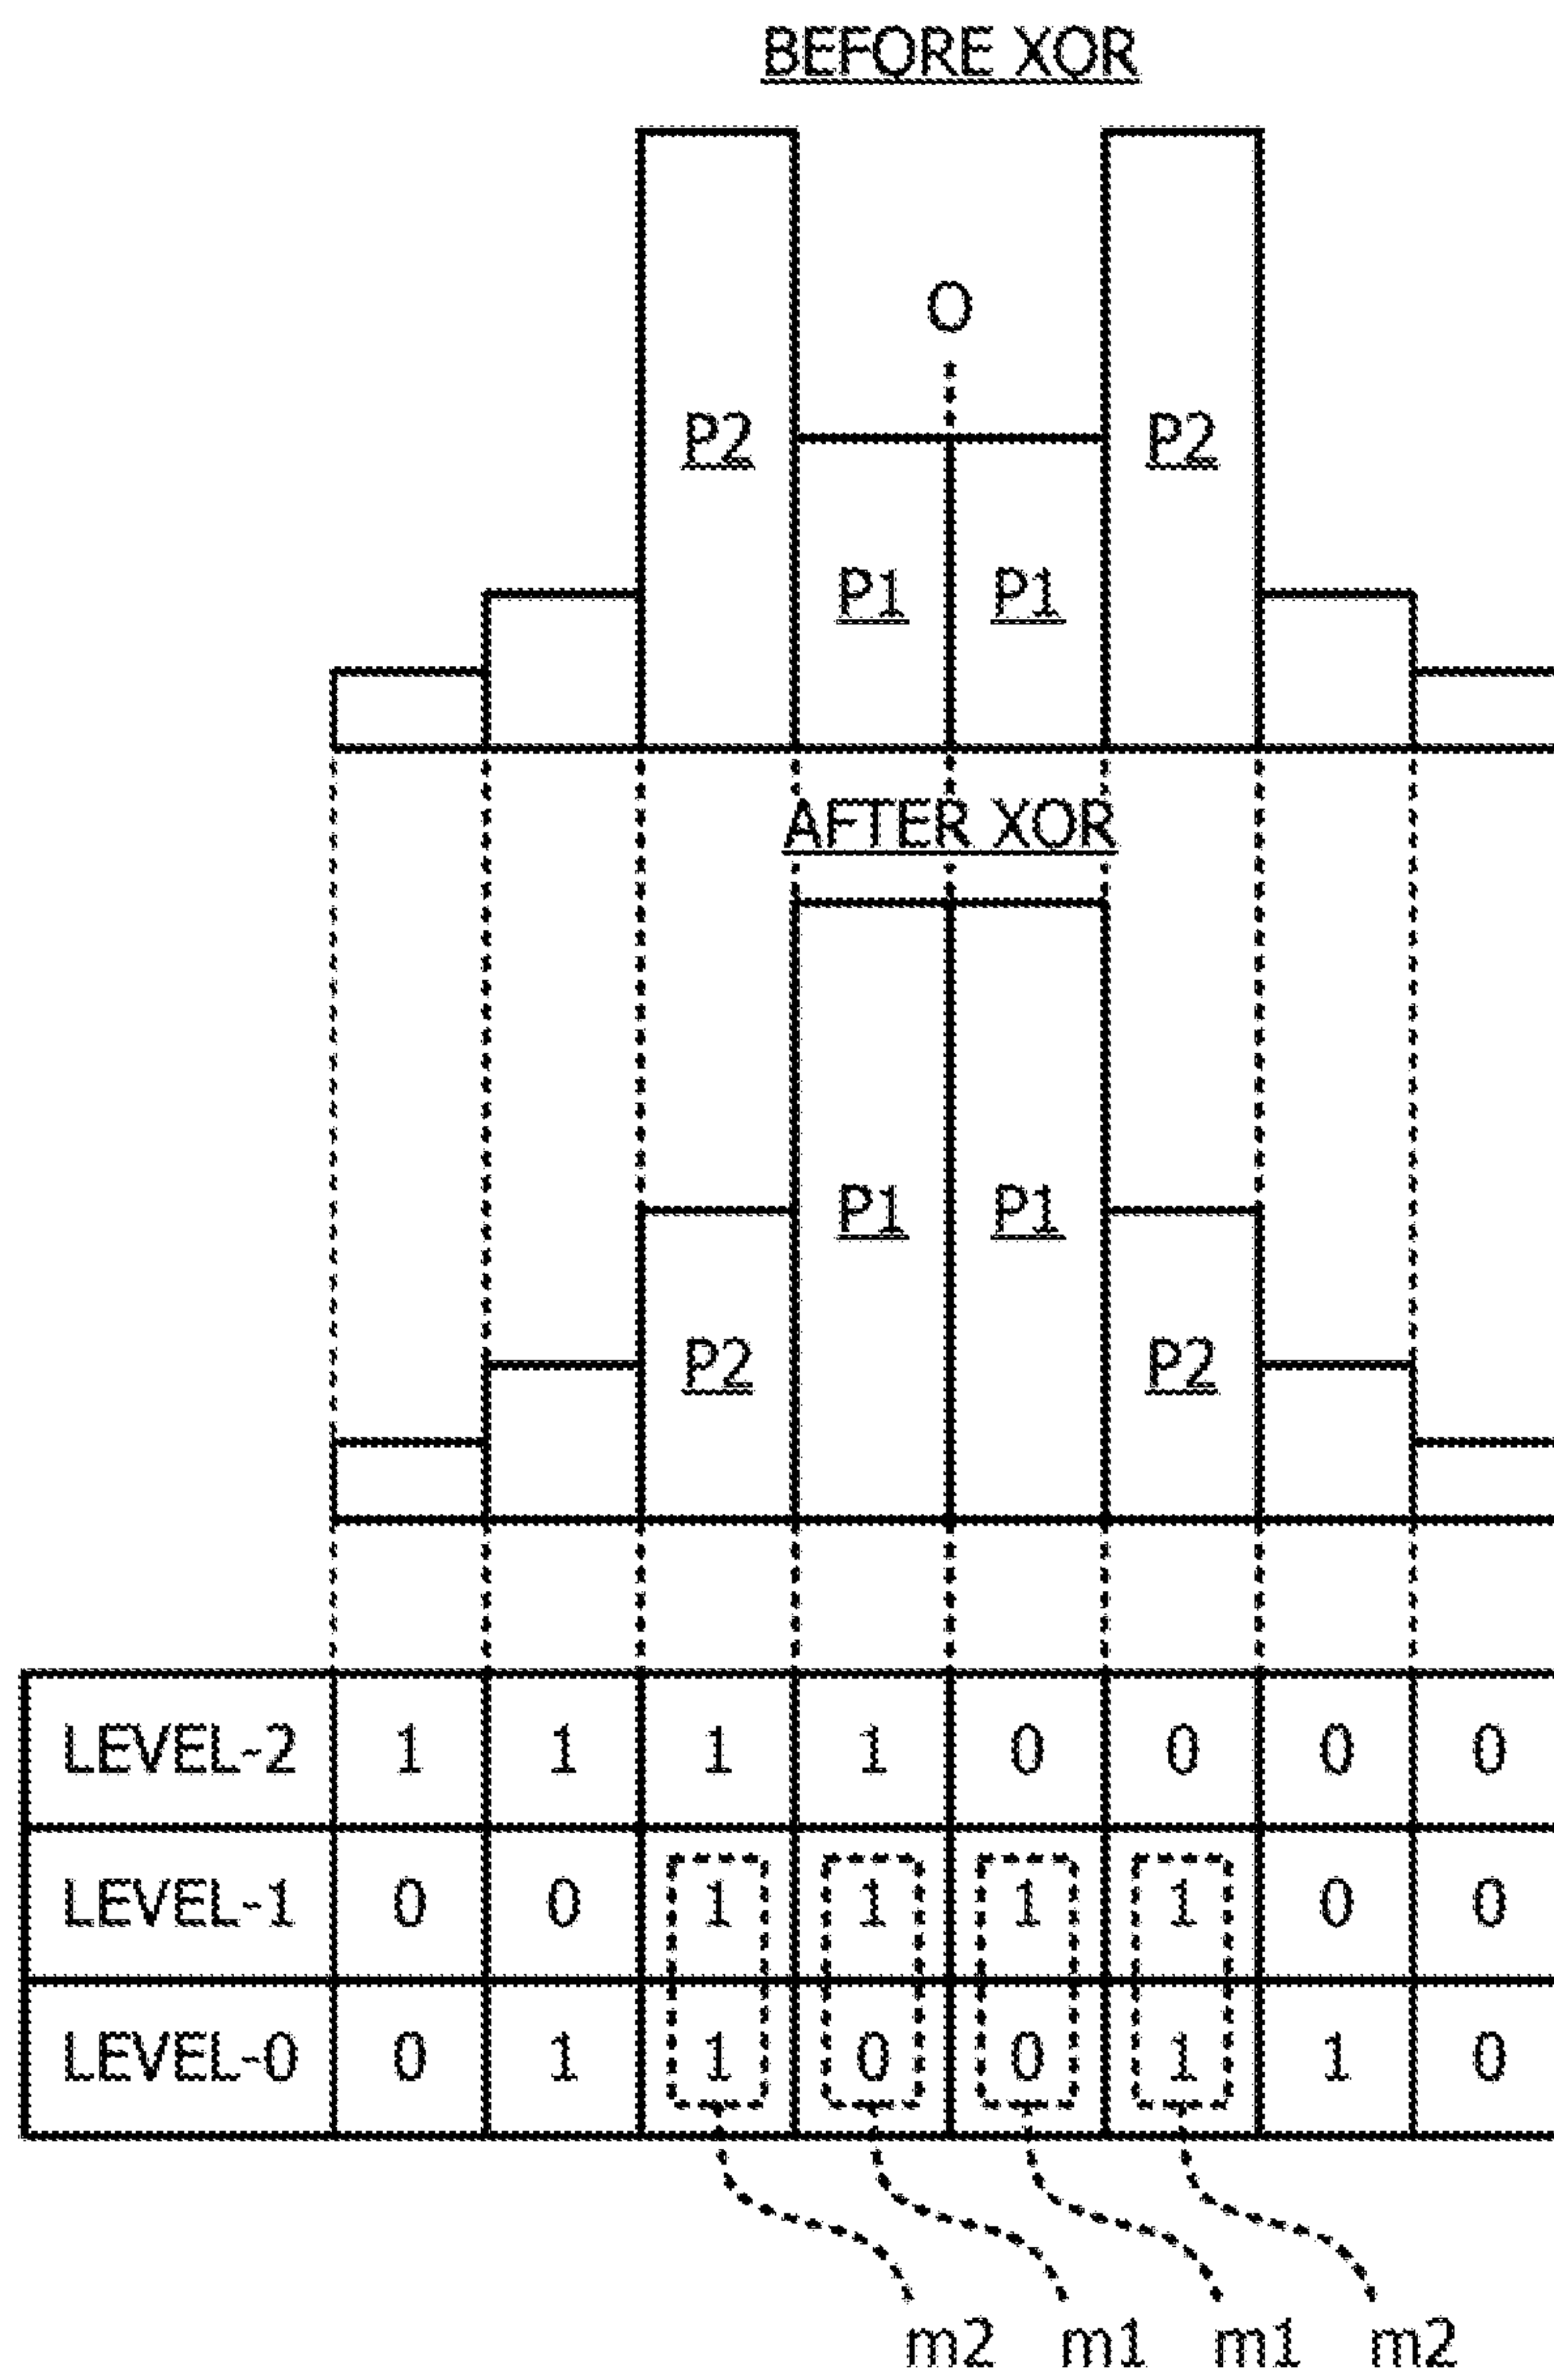 BEFORE XOR
O
P2 P2
P1 P1
AFTER XOR
P1 P1
P2 P2
LEVEL-2 1 1 1 1 0 0 0 0
LEVEL-1 0 0 1 1 1 1 0 0
LEVEL-0 0 1 1 0 0 1 1 0
m2 m1 m1 m2